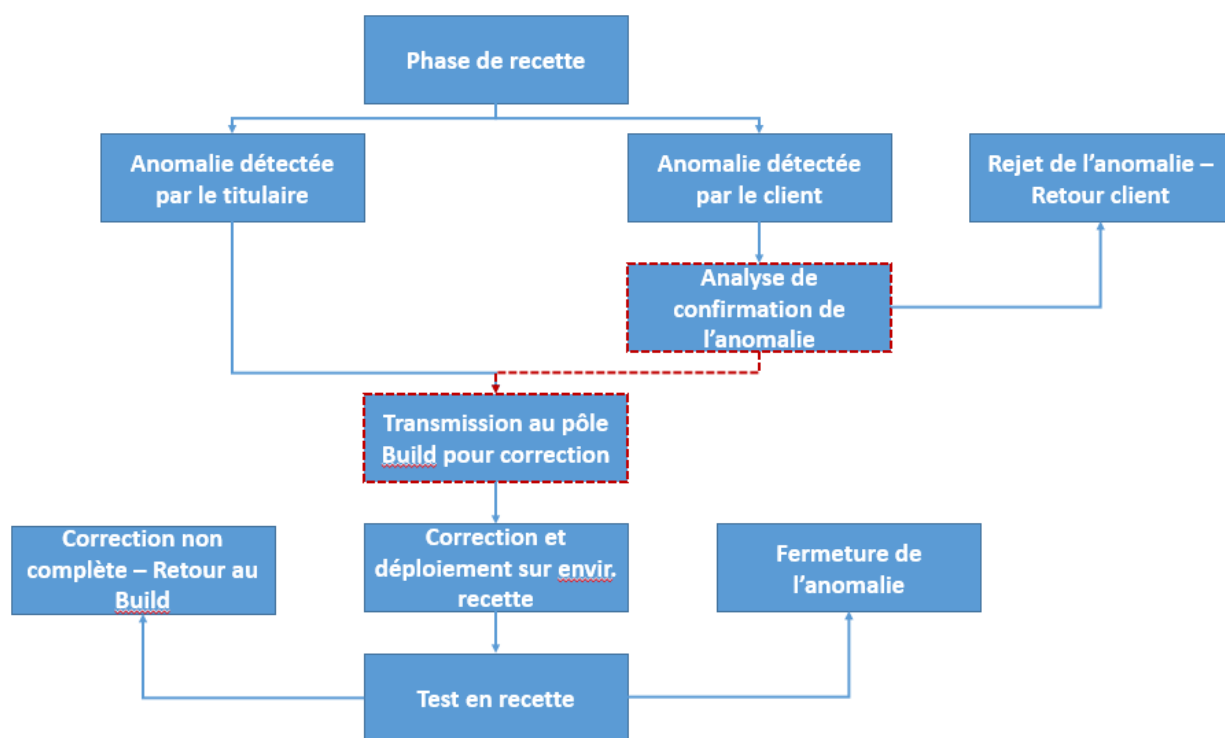 Phase de recette
Anomalie détectée
par le titulaire
Anomalie détectée
par le client
Rejet de l’anomalie –
Retour client
Analyse de
confirmation de
l’anomalie
Transmission au pôle
Build pour correction
Correction non
complète – Retour au
Build
Correction et
déploiement sur envir.
recette
Fermeture de
l’anomalie
Test en recette